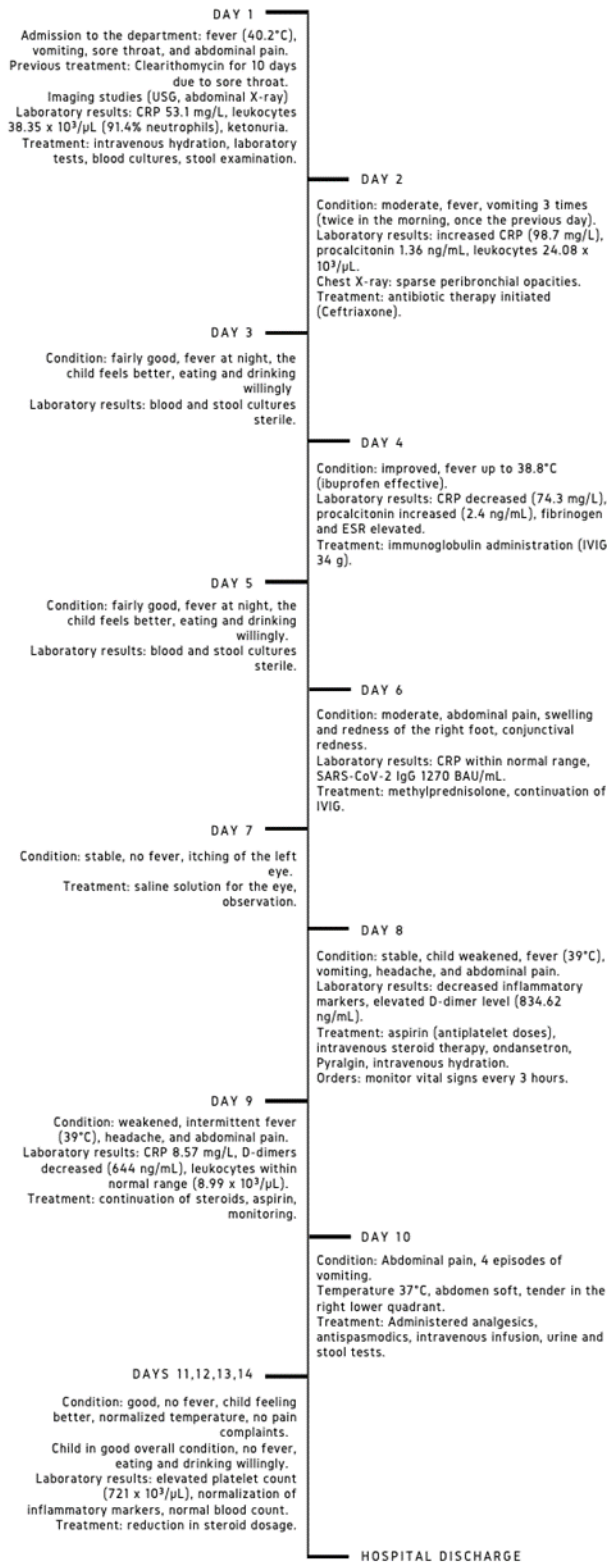 DAY 1
Admission to the department: fever (40.2°C),
vomiting, sore throat, and abdominal pain.
Previous treatment: Clearithomycin for 10 days
due to sore throat.
Imaging studies (USG, abdominal X-ray)
Laboratory results: CRP 53.1 mg/L, leukocytes
38.35 x 10³/µL (91.4% neutrophils), ketonuria.
Treatment: intravenous hydration, laboratory
tests, blood cultures, stool examination.
DAY 2
Condition: moderate, fever, vomiting 3 times
(twice in the morning, once the previous day).
Laboratory results: increased CRP (98.7 mg/L),
procalcitonin 1.36 ng/mL, leukocytes 24.08 x
10³/µL.
Chest X-ray: sparse peribronchial opacities.
Treatment: antibiotic therapy initiated
(Ceftriaxone).
DAY 3
Condition: fairly good, fever at night, the
child feels better, eating and drinking
willingly
Laboratory results: blood and stool cultures
sterile.
DAY 4
Condition: improved, fever up to 38.8°C
(ibuprofen effective).
Laboratory results: CRP decreased (74.3 mg/L),
procalcitonin increased (2.4 ng/mL), fibrinogen
and ESR elevated.
Treatment: immunoglobulin administration (IVIG
34 g).
DAY 5
Condition: fairly good, fever at night, the
child feels better, eating and drinking
willingly.
Laboratory results: blood and stool cultures
sterile.
DAY 6
Condition: moderate, abdominal pain, swelling
and redness of the right foot, conjunctival
redness.
Laboratory results: CRP within normal range,
SARS-CoV-2 IgG 1270 BAU/mL.
Treatment: methylprednisolone, continuation of
IVIG.
DAY 7
Condition: stable, no fever, itching of the left
eye.
Treatment: saline solution for the eye,
observation.
DAY 8
Condition: stable, child weakened, fever (39°C),
vomiting, headache, and abdominal pain.
Laboratory results: decreased inflammatory
markers, elevated D-dimer level (834.62
ng/mL).
Treatment: aspirin (antiplatelet doses),
intravenous steroid therapy, ondansetron,
Pyralgin, intravenous hydration.
Orders: monitor vital signs every 3 hours.
DAY 9
Condition: weakened, intermittent fever
(39°C), headache, and abdominal pain.
Laboratory results: CRP 8.57 mg/L, D-dimers
decreased (644 ng/mL), leukocytes within
normal range (8.99 x 10³/µL).
Treatment: continuation of steroids, aspirin,
monitoring.
DAY 10
Condition: Abdominal pain, 4 episodes of
vomiting.
Temperature 37°C, abdomen soft, tender in the
right lower quadrant.
Treatment: Administered analgesics,
antispasmodics, intravenous infusion, urine and
stool tests.
DAYS 11,12,13,14
Condition: good, no fever, child feeling
better, normalized temperature, no pain
complaints.
Child in good overall condition, no fever,
eating and drinking willingly.
Laboratory results: elevated platelet count
(721 x 10³/µL), normalization of
inflammatory markers, normal blood count.
Treatment: reduction in steroid dosage.
HOSPITAL DISCHARGE